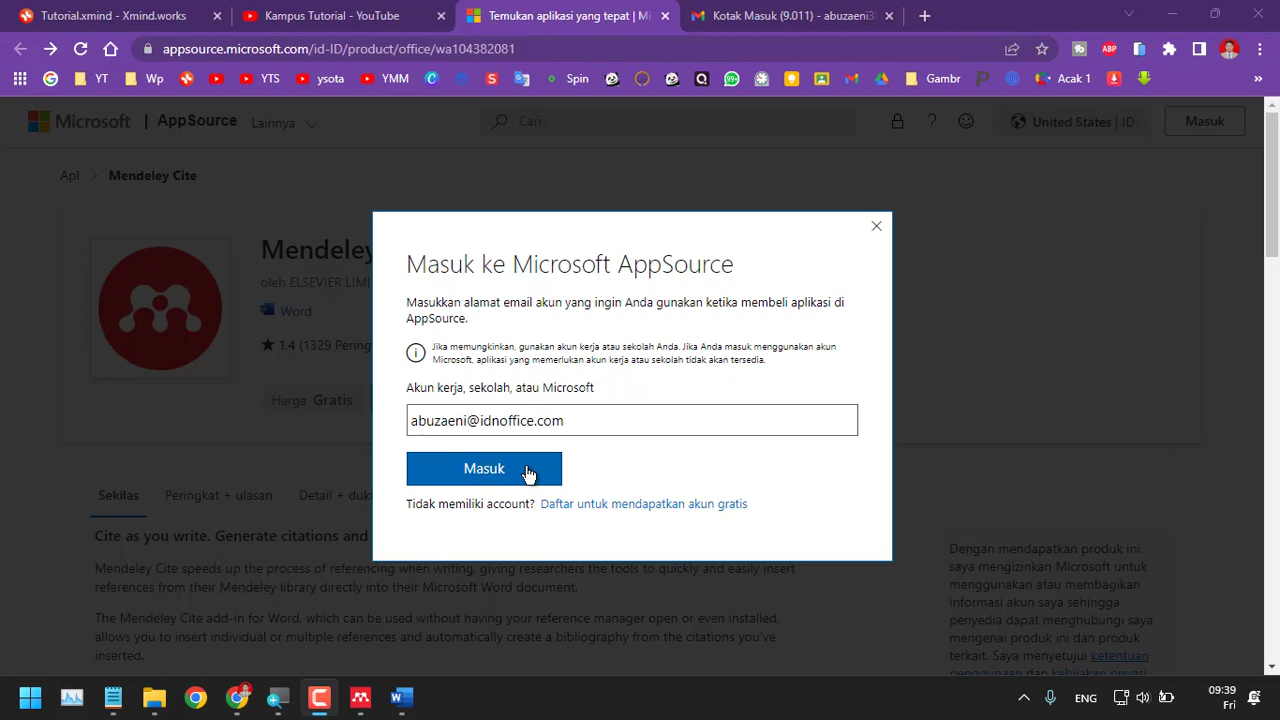 Tutorial.xmind - Xmind.works
Kampus Tutorial - YouTube
Temukan aplikasi yang tepat | Mi
Kotak Masuk (9.011) - abuzaeni3
appsource.microsoft.com/id-ID/product/office/wa104382081
ABP
YT
Wp
YTS
ysota
YMM
Spin
99+
Gambr
Acak 1
Microsoft
AppSource
Lainnya
Cari
United States | ID
Masuk
Apl
Mendeley Cite
Mendeley
oleh ELSEVIER LIMI
Word
1.4 (1329 Pering
Harga Gratis
Masuk ke Microsoft AppSource
Masukkan alamat email akun yang ingin Anda gunakan ketika membeli aplikasi di
AppSource.
Jika memungkinkan, gunakan akun kerja atau sekolah Anda. Jika Anda masuk menggunakan akun
Microsoft, aplikasi yang memerlukan akun kerja atau sekolah tidak akan tersedia.
Akun kerja, sekolah, atau Microsoft
abuzaeni@idnoffice.com
Masuk
Tidak memiliki account? Daftar untuk mendapatkan akun gratis
Sekilas
Peringkat + ulasan
Detail + duku
Cite as you write. Generate citations and
Mendeley Cite speeds up the process of referencing when writing, giving researchers the tools to quickly and easily insert
references from their Mendeley library directly into their Microsoft Word document.
The Mendeley Cite add-in for Word, which can be used without having your reference manager open or even installed,
allows you to insert individual or multiple references and automatically create a bibliography from the citations you've
inserted.
Dengan mendapatkan produk ini,
saya mengizinkan Microsoft untuk
menggunakan atau membagikan
informasi akun saya sehingga
penyedia dapat menghubungi saya
mengenai produk ini dan produk
terkait. Saya menyetujui ketentuan
penggunaan dan kebijakan privasi
ENG
09:39
Fri